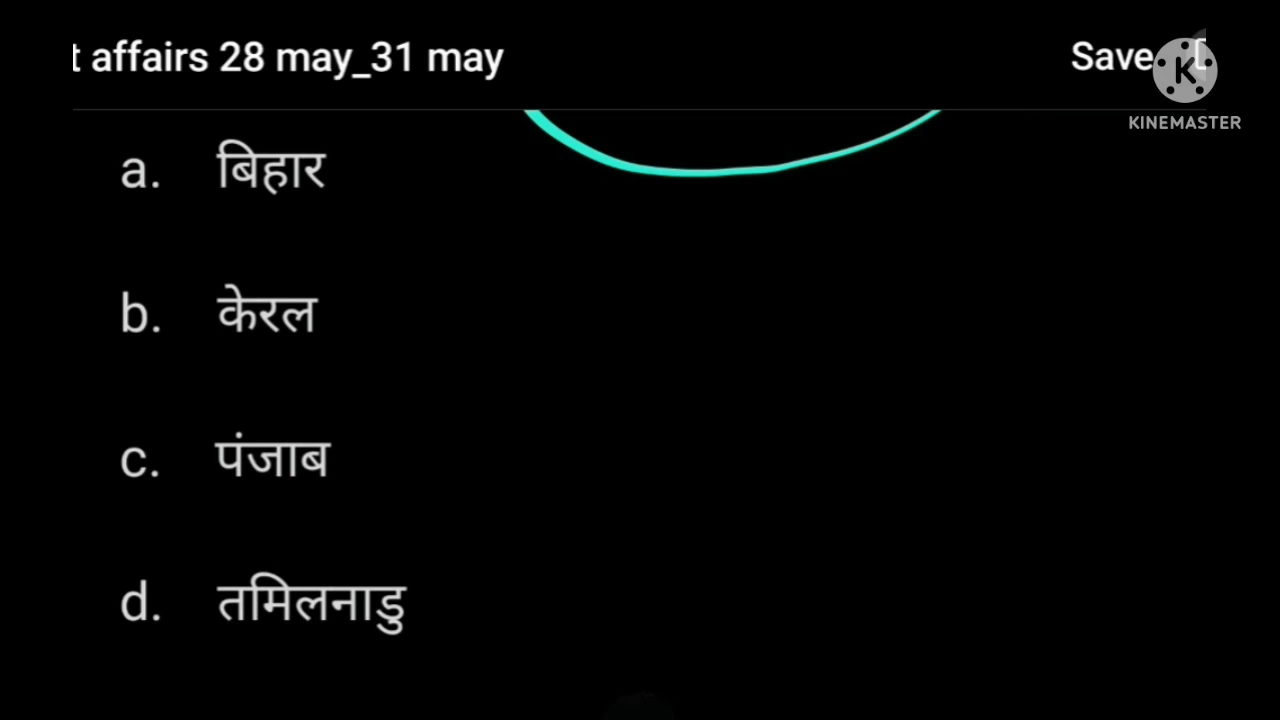 t affairs 28 may_31 may
Save
KINEMASTER
a. बिहार
b. केरल
c. पंजाब
d. तमिलनाडु